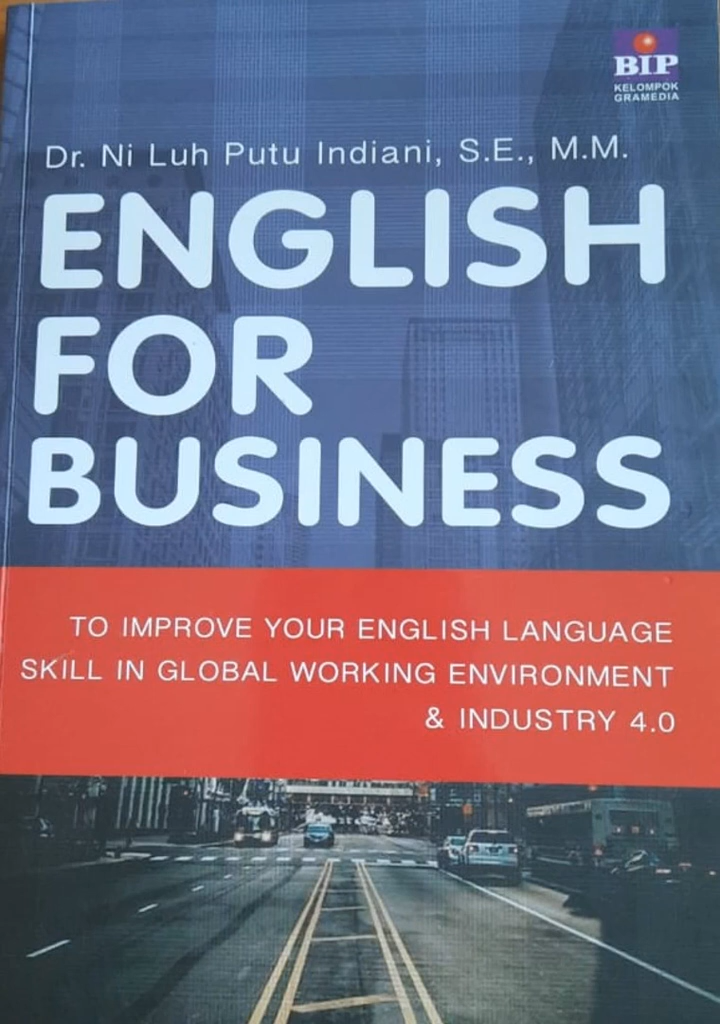 BIP
KELOMPOK
GRAMEDIA
Dr. Ni Luh Putu Indiani, S.E., M.M.
ENGLISH
FOR
BUSINESS
TO IMPROVE YOUR ENGLISH LANGUAGE
SKILL IN GLOBAL WORKING ENVIRONMENT
& INDUSTRY 4.0